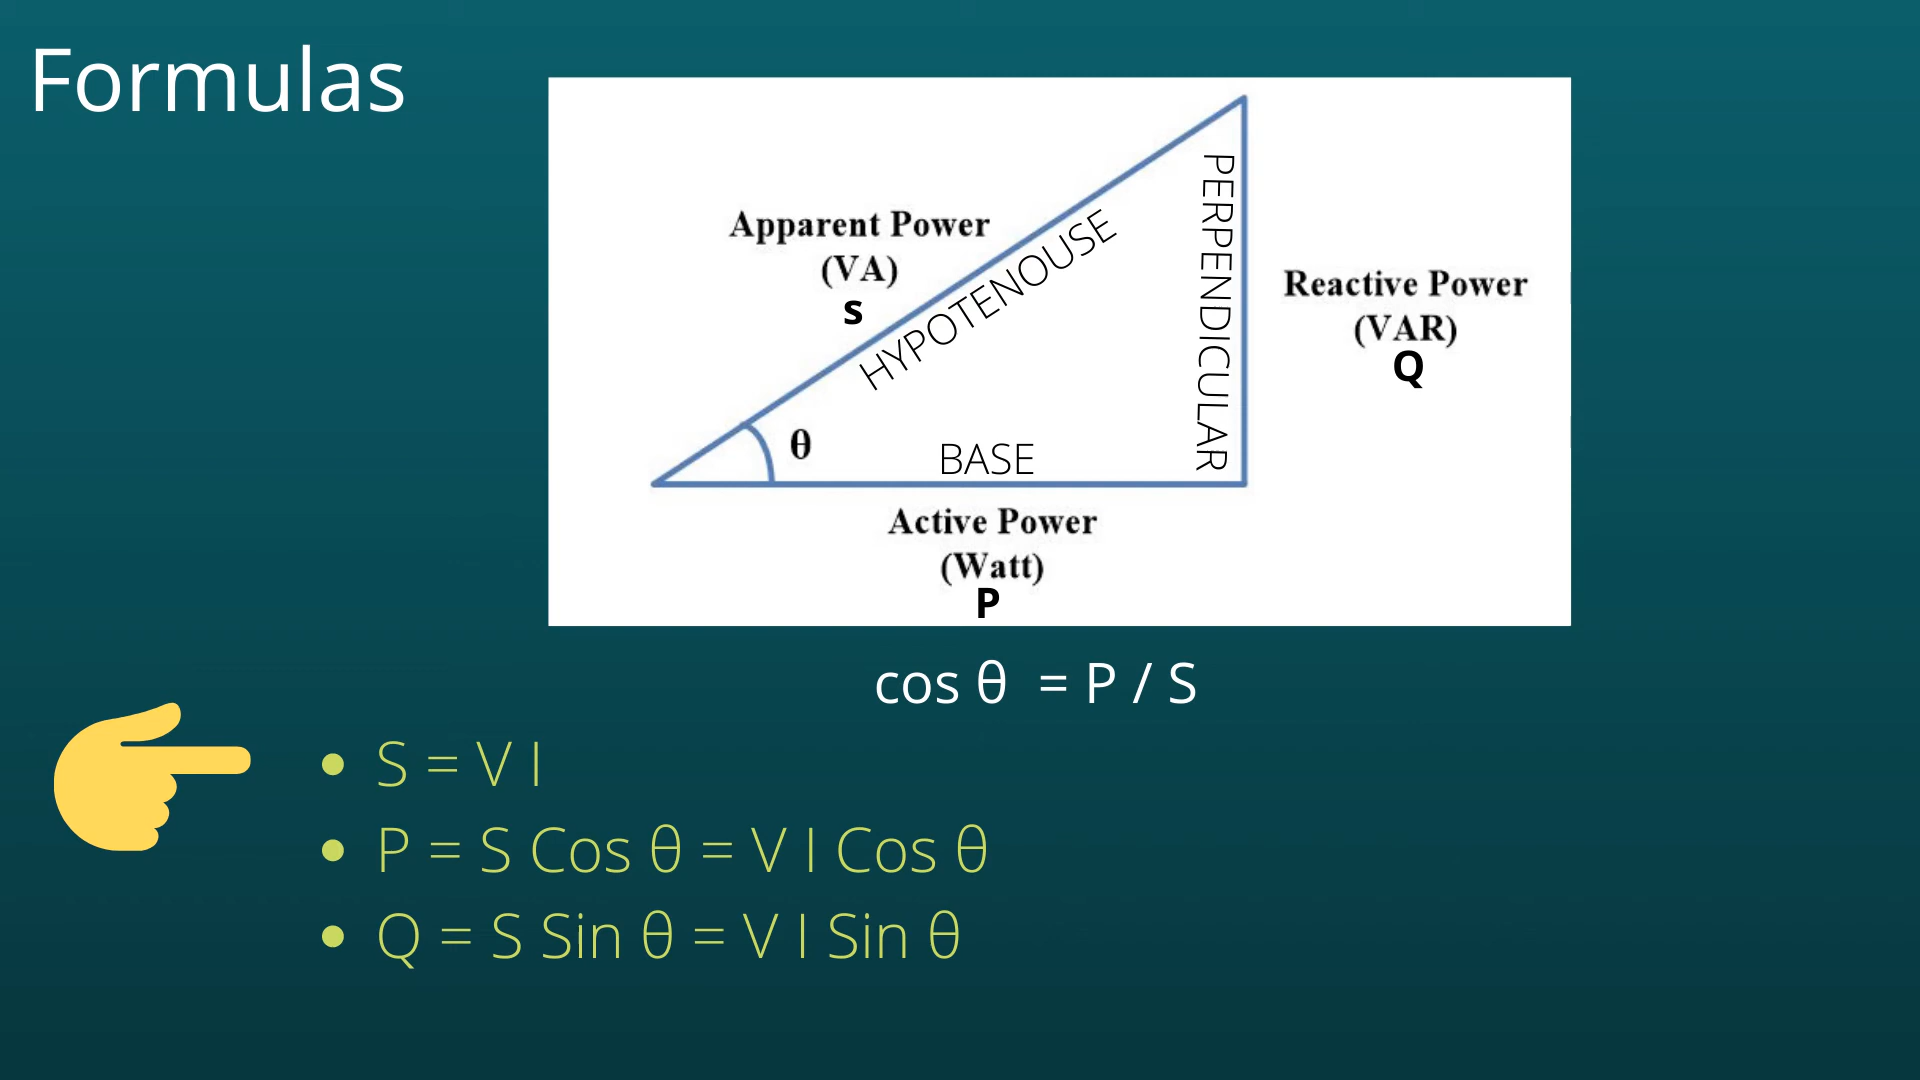 Formulas
Apparent Power
(VA)
S
HYPOTENOUSE
PERPENDICULAR
Reactive Power
(VAR)
Q
θ
BASE
Active Power
(Watt)
P
cos θ = P / S
• S = V I
• P = S Cos θ = V I Cos θ
• Q = S Sin θ = V I Sin θ